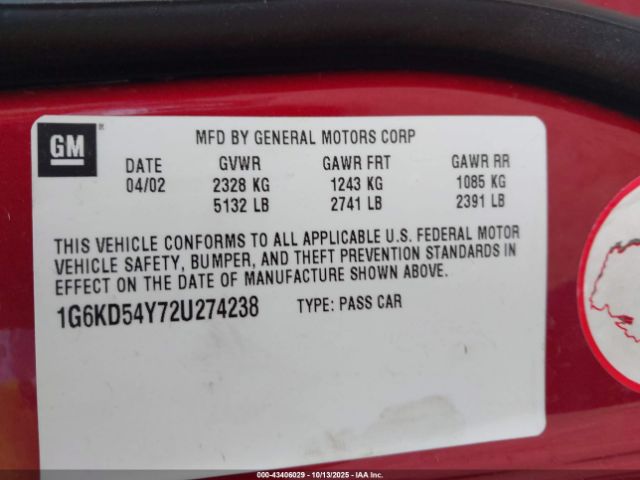 GM
MFD BY GENERAL MOTORS CORP
DATE GVWR GAWR FRT GAWR RR
04/02 2328 KG 1243 KG 1085 KG
5132 LB 2741 LB 2391 LB
THIS VEHICLE CONFORMS TO ALL APPLICABLE U.S. FEDERAL MOTOR
VEHICLE SAFETY, BUMPER, AND THEFT PREVENTION STANDARDS IN
EFFECT ON THE DATE OF MANUFACTURE SHOWN ABOVE.
1G6KD54Y72U274238 TYPE: PASS CAR
000-43406029 - 10/13/2025 - IAA Inc.